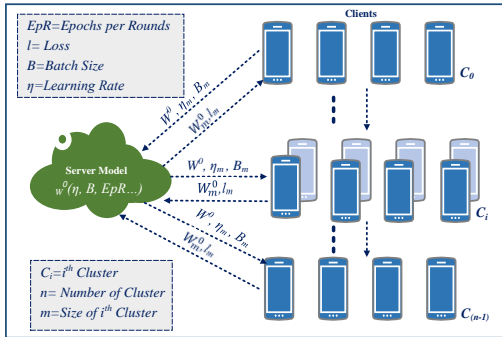 EpR=Epochs per Rounds
l= Loss
B=Batch Size
η=Learning Rate
Clients
C₀
W⁰, ηₘ, Bₘ
Wₘ⁰, lₘ
Server Model
W⁰(η, B, EpR...)
W⁰, ηₘ, Bₘ
Wₘ⁰, lₘ
Cᵢ
W⁰, ηₘ, Bₘ
Wₘ⁰, lₘ
Cᵢ=iᵗʰ Cluster
n= Number of Cluster
m=Size of iᵗʰ Cluster
C₍ₙ₋₁₎